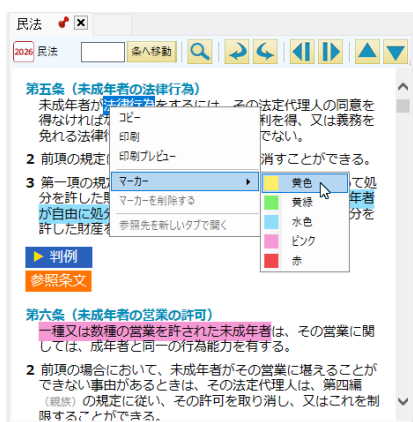 民法
2026 民法 条へ移動
第五条（未成年者の法律行為）
未成年者が法律行為をするには、その法定代理人の同意を
得なければな 利を得、又は義務を
免れる法律行 でない。
2 前項の規定に 消すことができる。
3 第一項の規定 て処
分を許した財 年者
が自由に処分 分を
許した財産を
コピー
印刷
印刷プレビュー
マーカー
マーカーを削除する
参照先を新しいタブで開く
黄色
黄緑
水色
ピンク
赤
判例
参照条文
第六条（未成年者の営業の許可）
一種又は数種の営業を許された未成年者は、その営業に関
しては、成年者と同一の行為能力を有する。
2 前項の場合において、未成年者がその営業に堪えることが
できない事由があるときは、その法定代理人は、第四編
（親族）の規定に従い、その許可を取り消し、又はこれを制
限することができる。